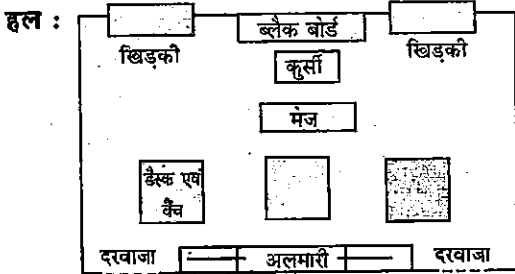 हल :
ब्लैक बोर्ड
खिड़की
खिड़की
कुर्सी
मेज
डैस्क एवं
बैंच
दरवाजा
अलमारी
दरवाजा